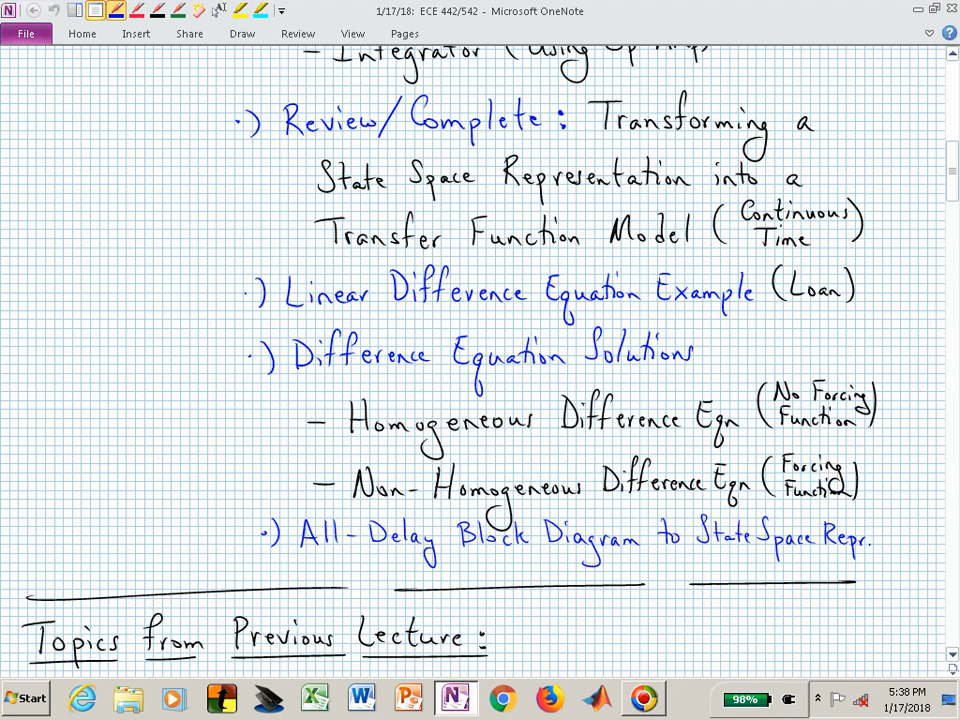 1/17/18: ECE 442/542 - Microsoft OneNote
File Home Insert Share Draw Review View Pages
- Integrator (Using Op Amp)
·) Review/Complete: Transforming a
State Space Representation into a
Transfer Function Model (Continuous Time)
·) Linear Difference Equation Example (Loan)
·) Difference Equation Solutions
- Homogeneous Difference Eqn (No Forcing Function)
- Non-Homogeneous Difference Eqn (Forcing Function)
·) All-Delay Block Diagram to State Space Repr.
Topics from Previous Lecture:
Start
98%
5:38 PM
1/17/2018